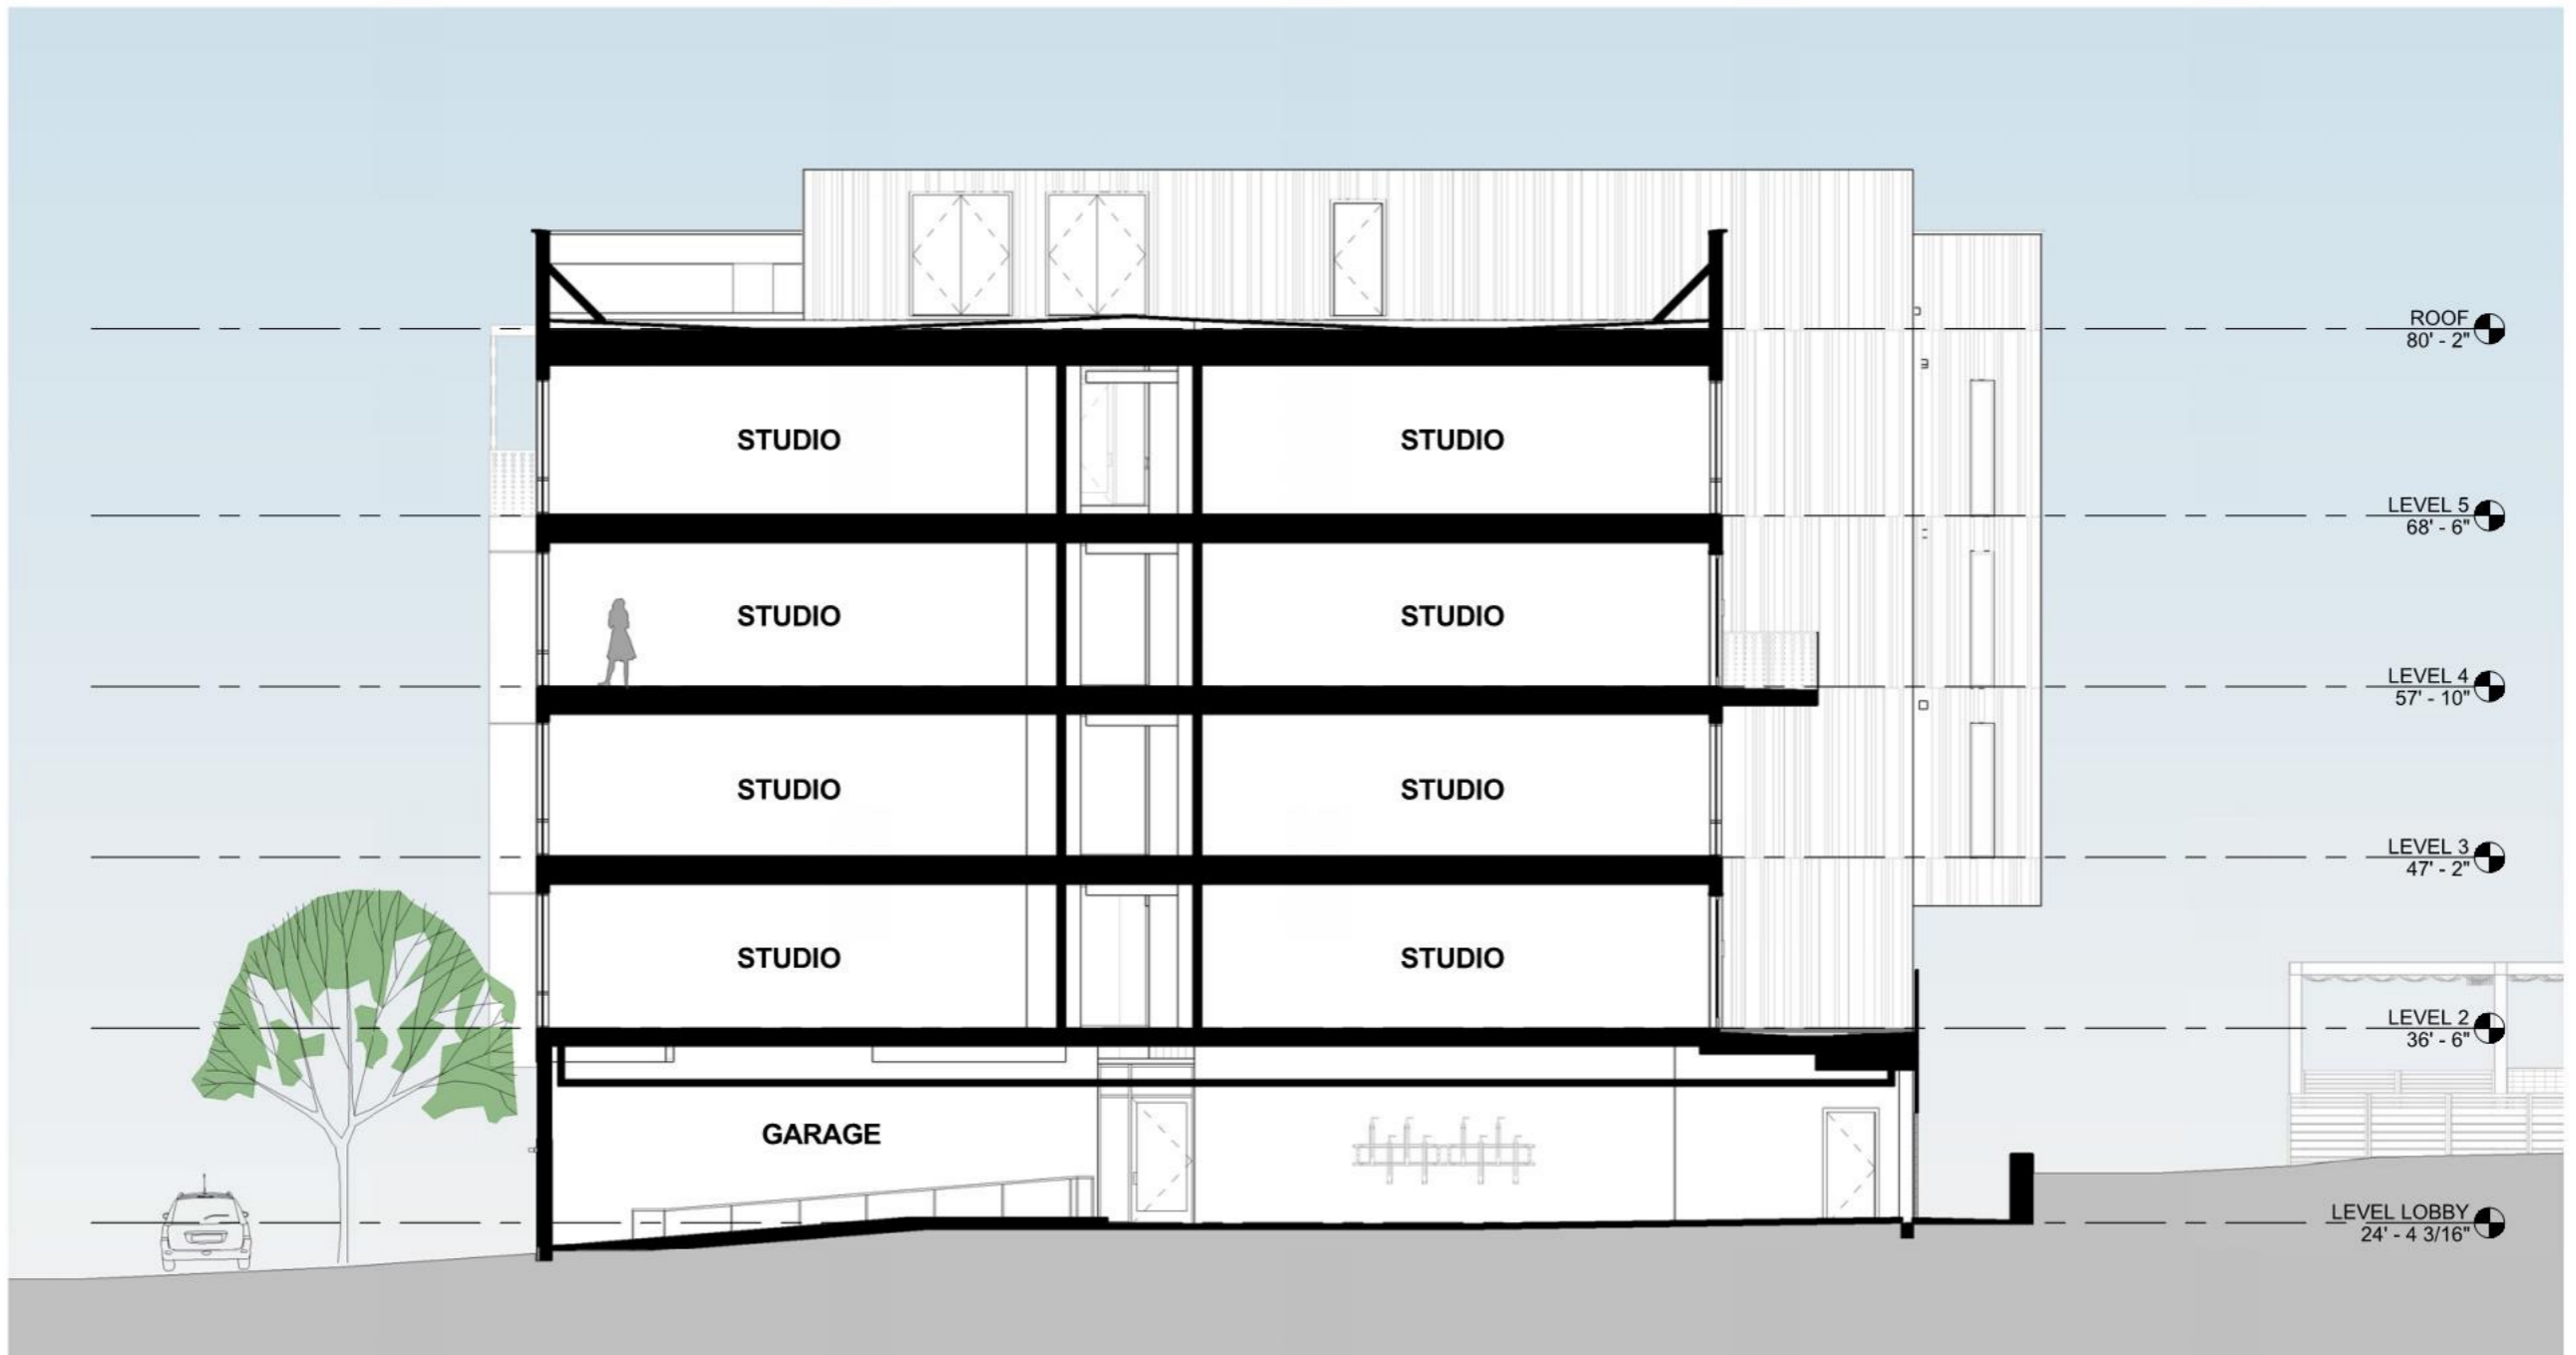 ROOF
80' - 2"
STUDIO STUDIO
LEVEL 5
68' - 6"
STUDIO STUDIO
LEVEL 4
57' - 10"
STUDIO STUDIO
LEVEL 3
47' - 2"
STUDIO STUDIO
LEVEL 2
36' - 6"
GARAGE
LEVEL LOBBY
24' - 4 3/16"